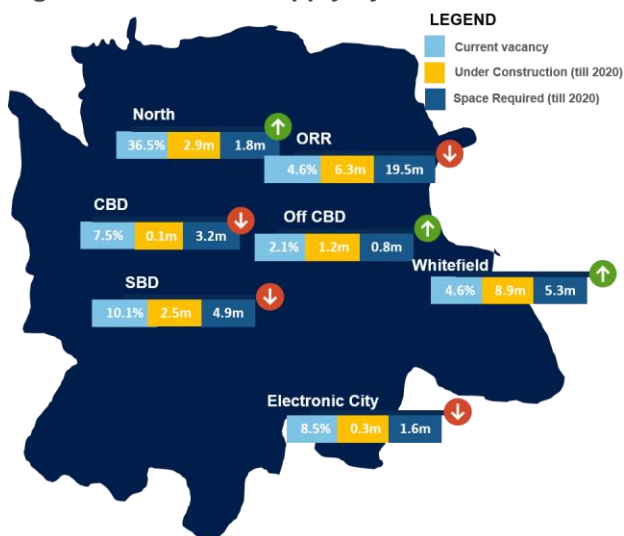 LEGEND
Current vacancy
Under Construction (till 2020)
Space Required (till 2020)
North
36.5% 2.9m 1.8m
ORR
4.6% 6.3m 19.5m
CBD
7.5% 0.1m 3.2m
Off CBD
2.1% 1.2m 0.8m
Whitefield
4.6% 8.9m 5.3m
SBD
10.1% 2.5m 4.9m
Electronic City
8.5% 0.3m 1.6m